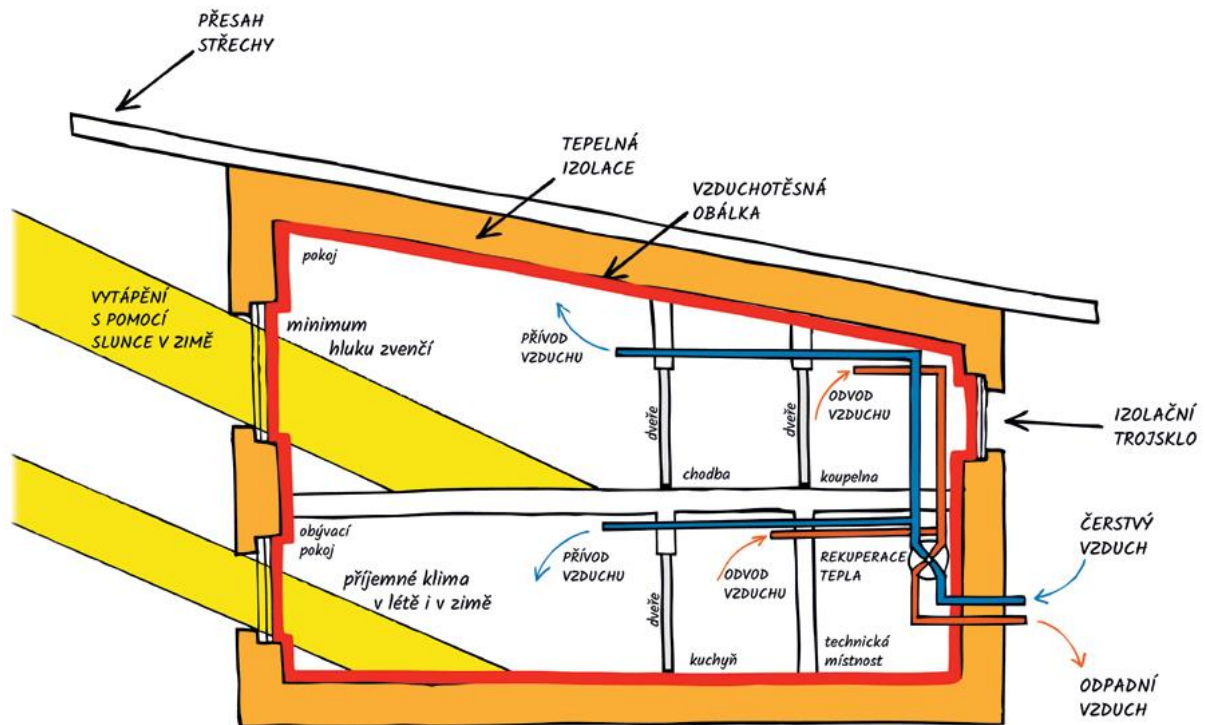 PŘESAH
STŘECHY
TEPELNÁ
IZOLACE
VZDUCHOTĚSNÁ
OBÁLKA
pokoj
VYTÁPĚNÍ
S POMOCÍ
SLUNCE V ZIMĚ
minimum
hluku zvenčí
PŘÍVOD
VZDUCHU
dveře
dveře
ODVOD
VZDUCHU
IZOLAČNÍ
TROJSKLO
chodba
koupelna
obývací
pokoj
příjemné klima
v létě i v zimě
PŘÍVOD
VZDUCHU
dveře
ODVOD
VZDUCHU
REKUPERACE
TEPLA
ČERSTVÝ
VZDUCH
kuchyň
technická
místnost
ODPADNÍ
VZDUCH